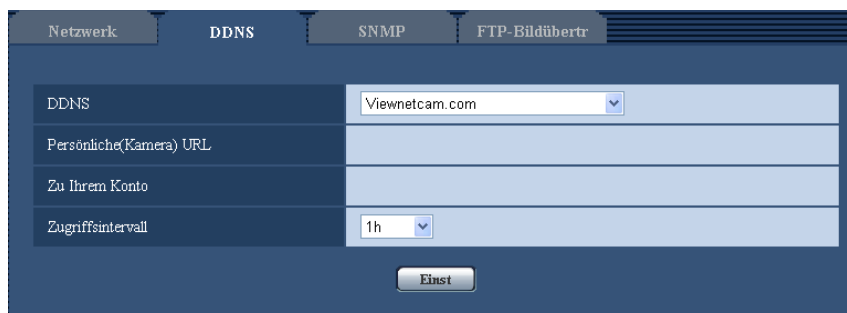 Netzwerk DDNS SNMP FTP-Bildübertr
DDNS Viewnetcam.com
Persönliche(Kamera) URL
Zu Ihrem Konto
Zugriffsintervall 1h
Einst